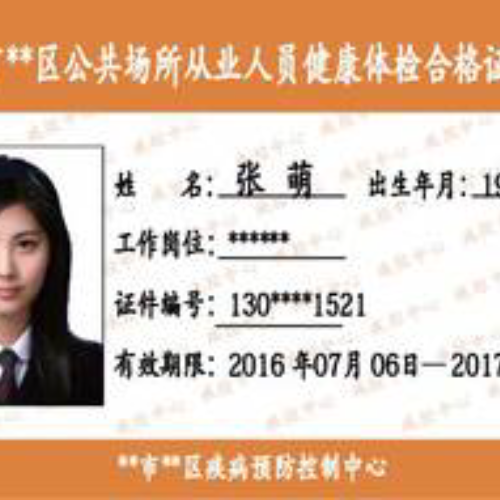 **区公共场所从业人员健康体检合格证
姓 名：张 萌 出生年月：19
工作岗位：******
证件编号：130****1521
有效期限：2016年07月06日—2017
**市**区疾病预防控制中心